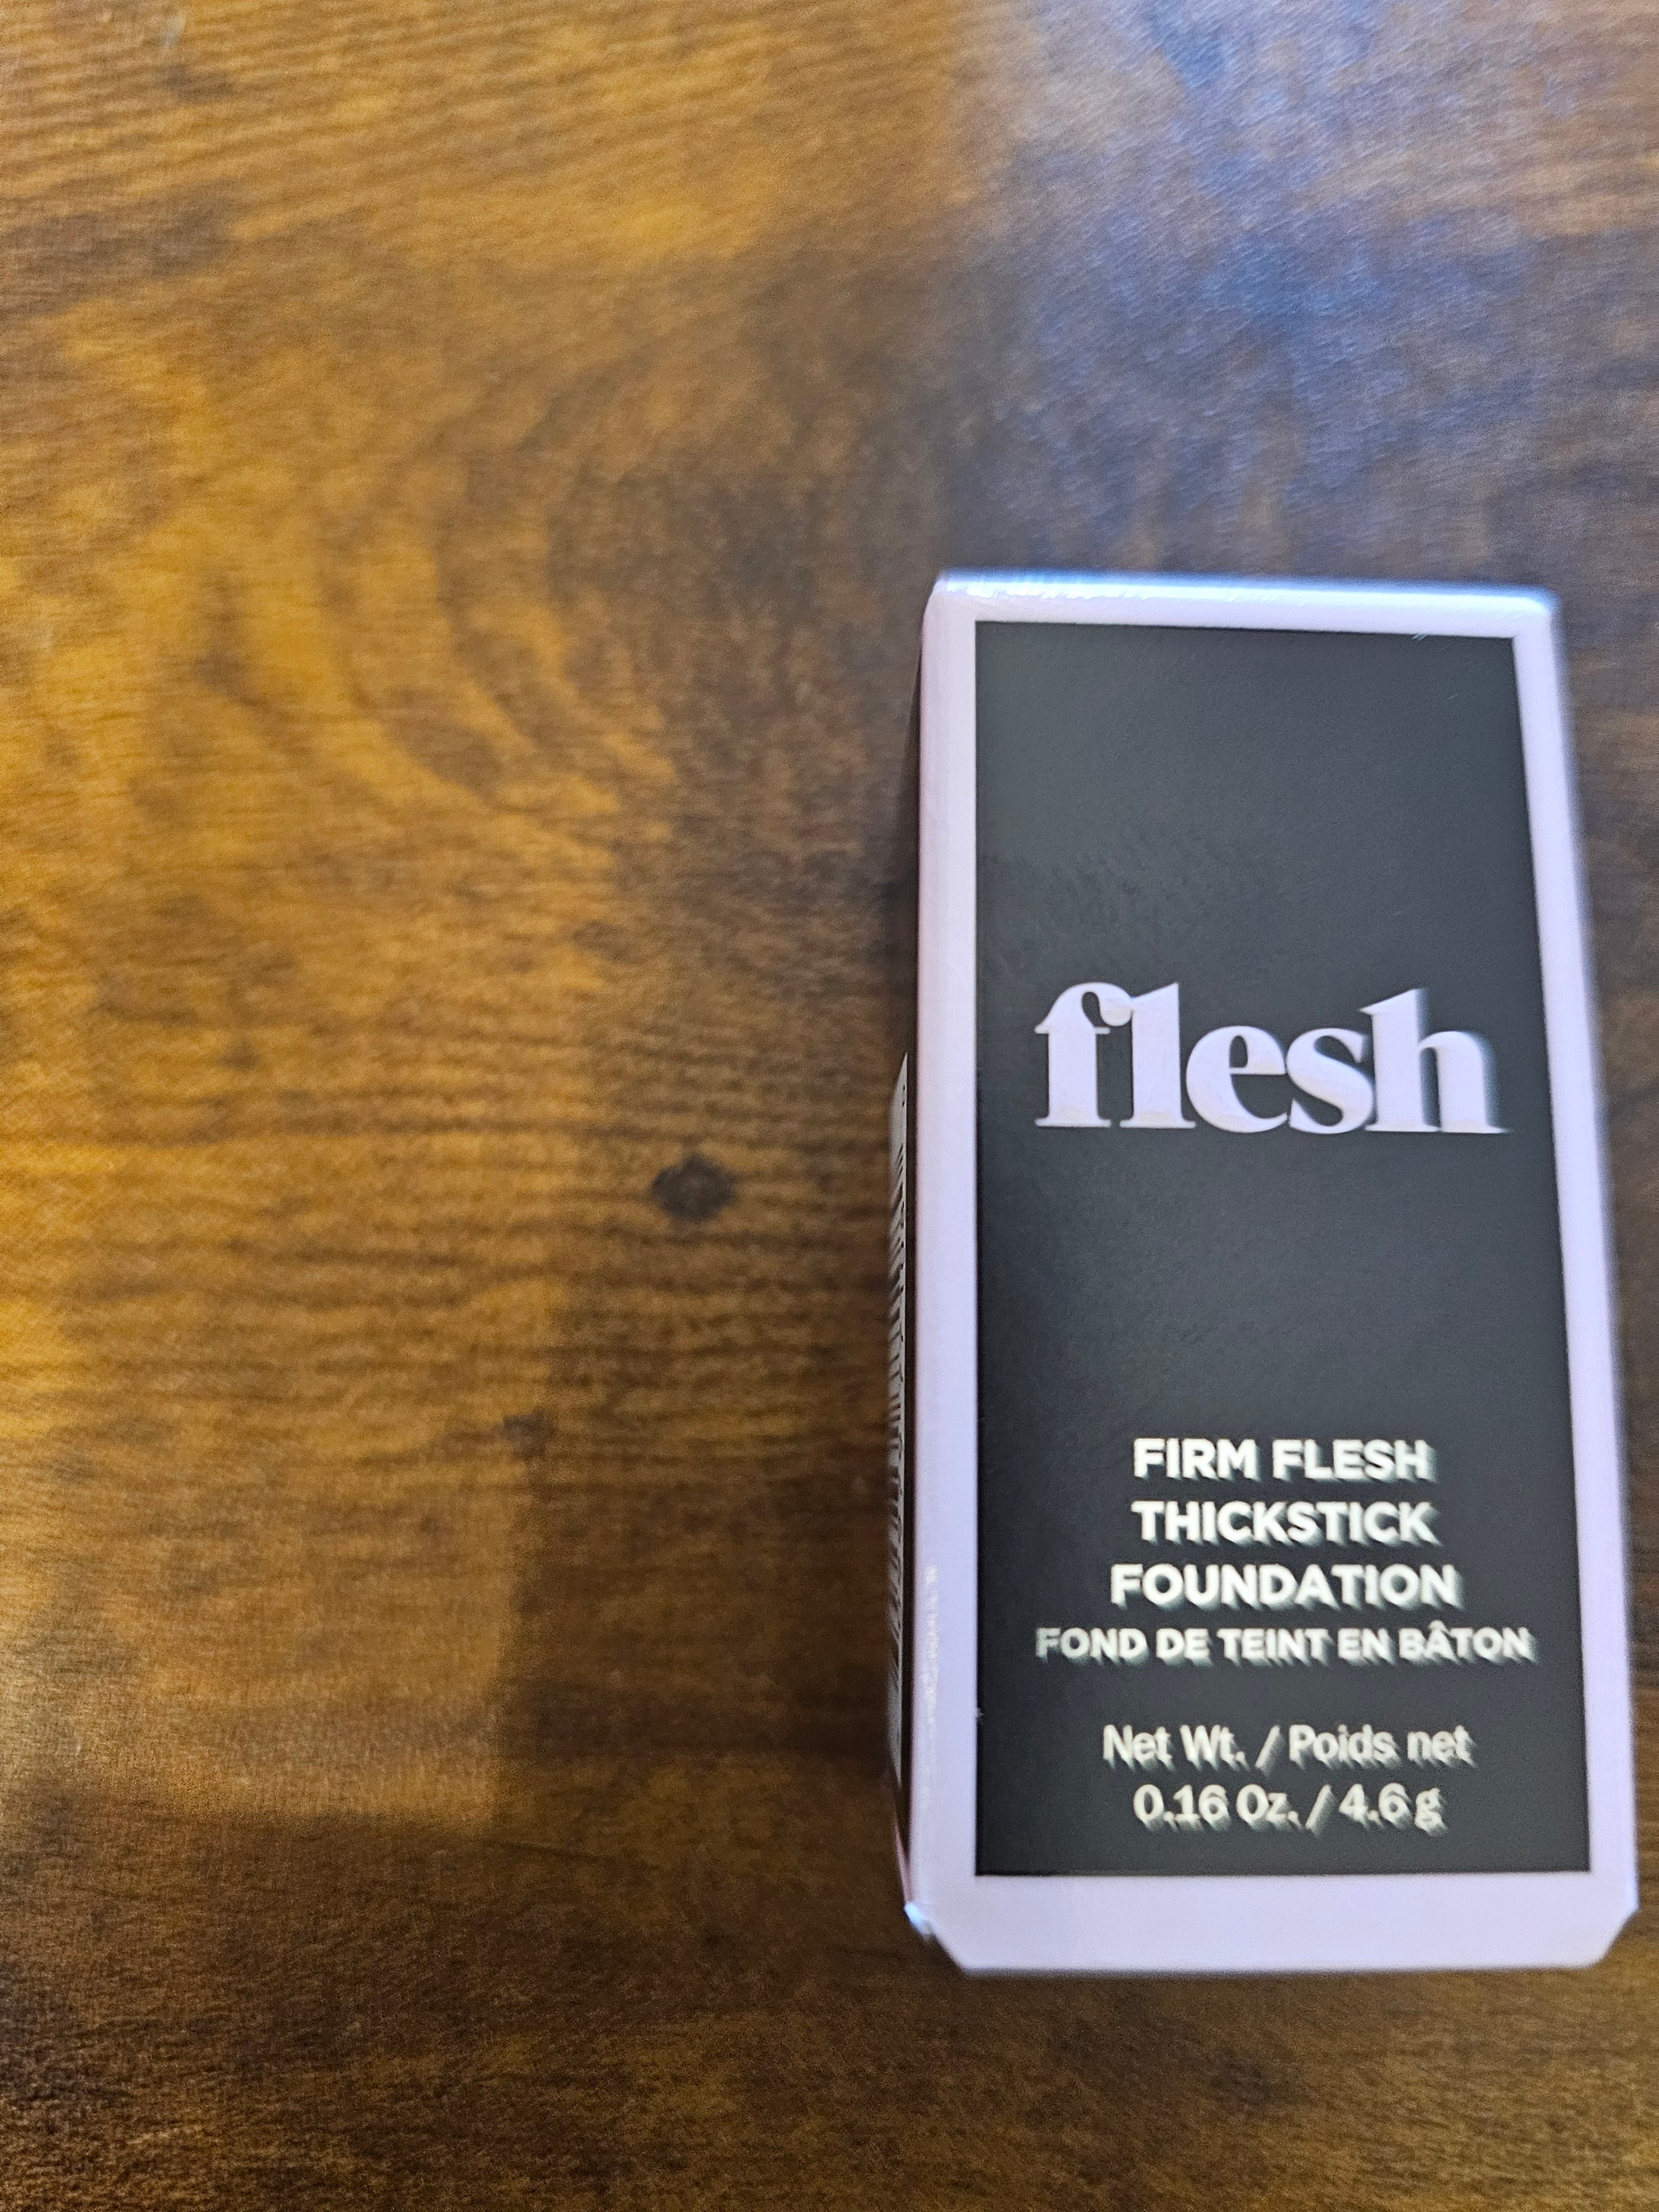 flesh
FIRM FLESH
THICKSTICK
FOUNDATION
FOND DE TEINT EN BÂTON
Net Wt. / Poids net
0.16 Oz. / 4.6 g